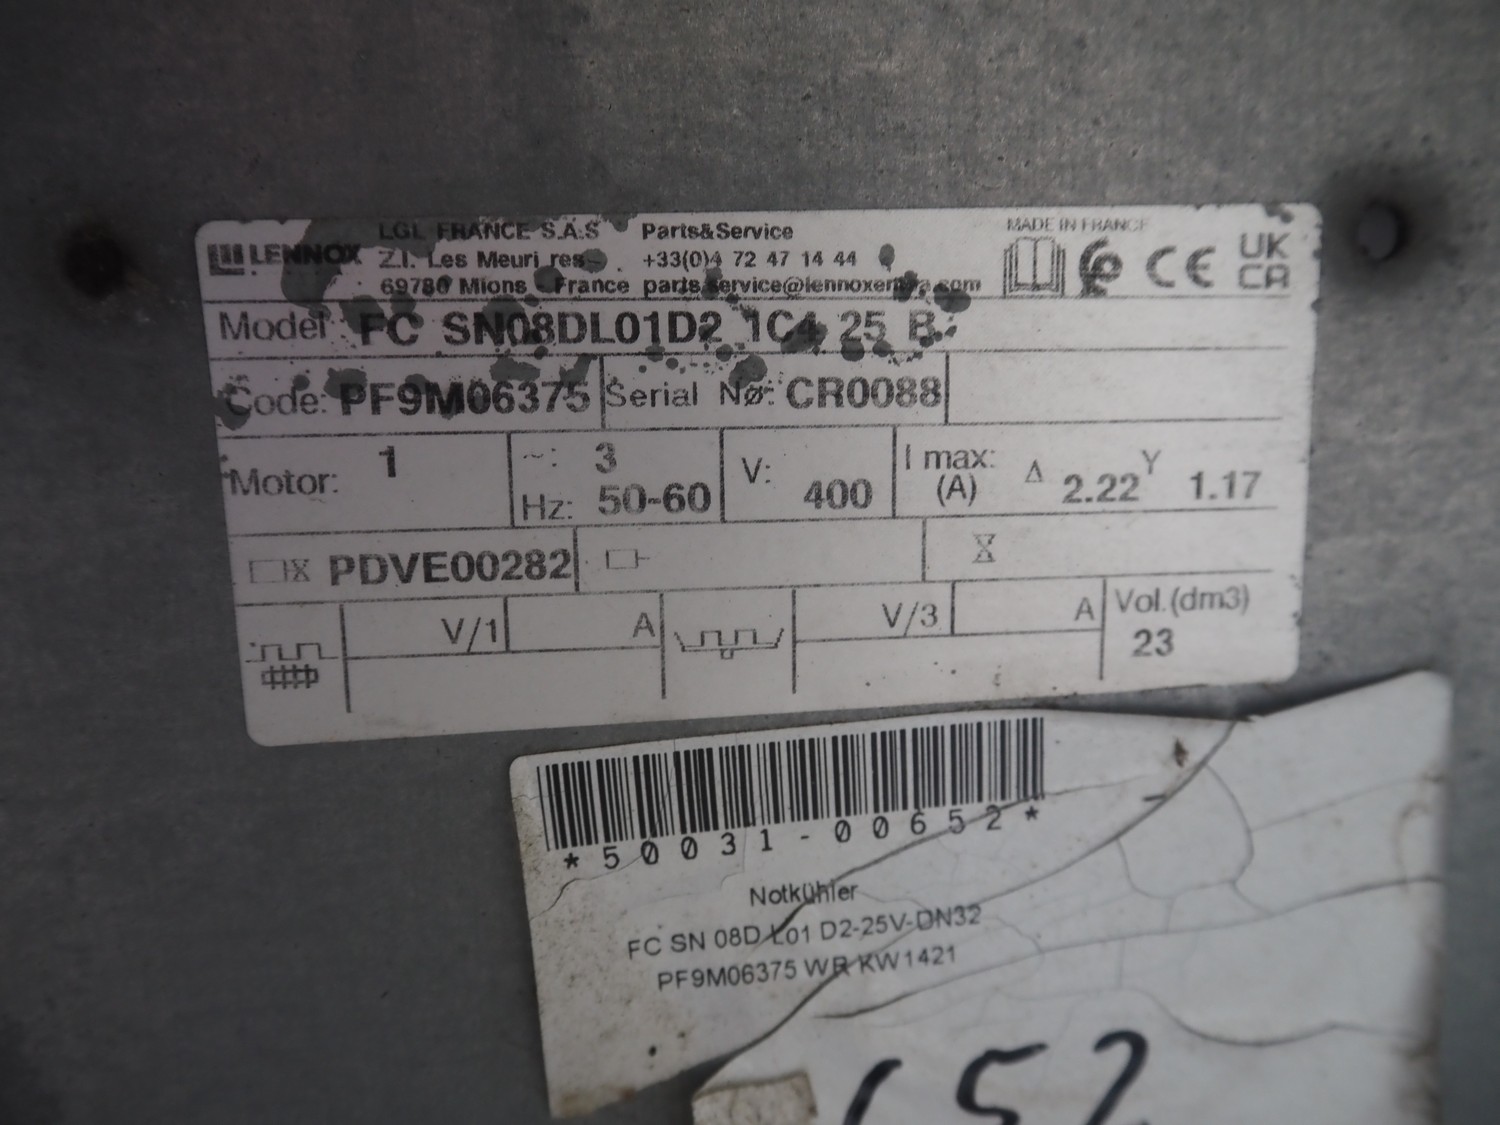 LENNOX
LGL FRANCE S.A.S
Z.I. Les Meuri res
69780 Mions - France
Parts&Service
+33(0)4 72 47 14 44
MADE IN FRANCE
CE
UK
CA
Model: FC SN08DL01D2 1C4 25 B
Code: PF9M06375 Serial Nø: CR0088
Motor: 1
~: 3
Hz: 50-60
V: 400
I max: (A) Δ 2.22 Y 1.17
PDVE00282
V/1 A V/3 A
Vol.(dm3)
23
*50031-00652*
Notkühler
FC SN 08D L01 D2-25V-DN32
PF9M06375 WR KW1421
652